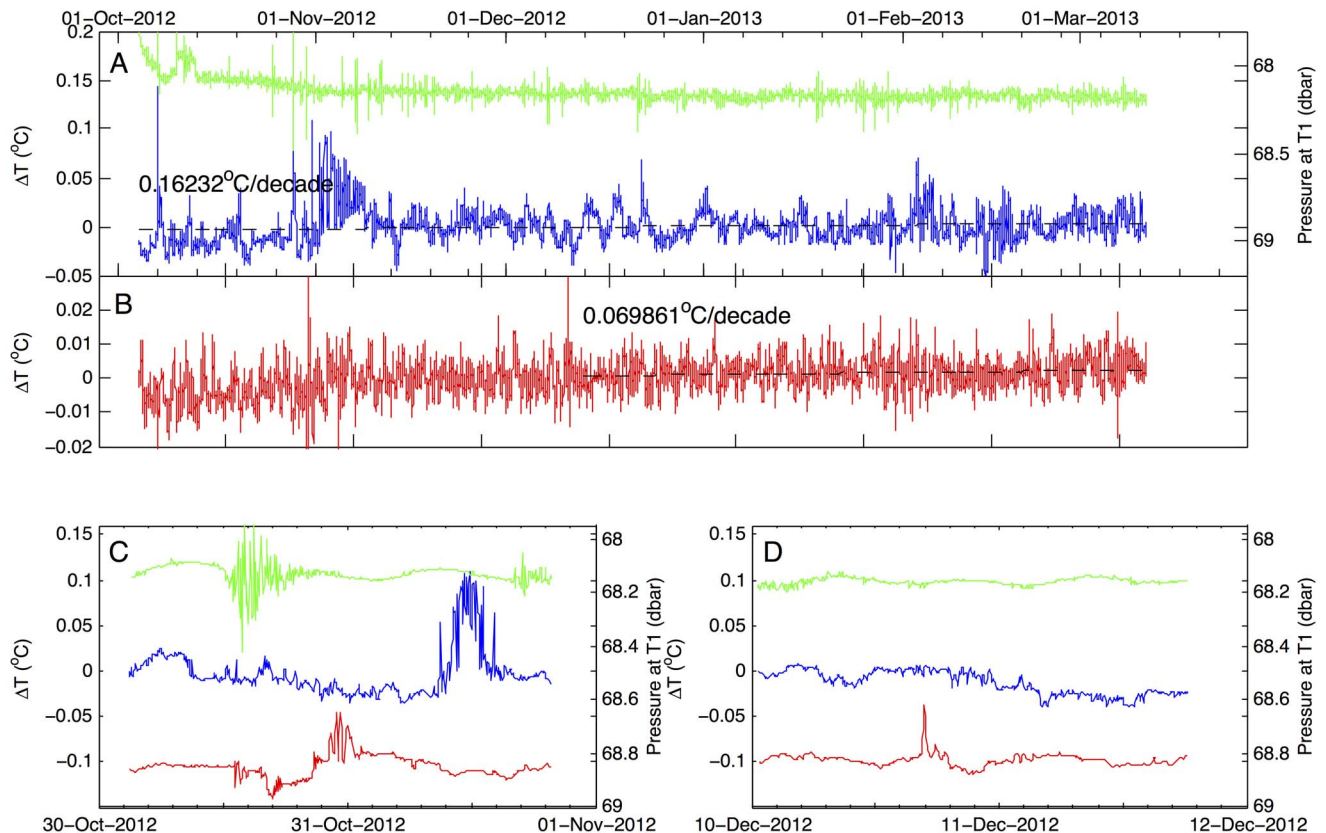 01−Oct−2012 01−Nov−2012 01−Dec−2012 01−Jan−2013 01−Feb−2013 01−Mar−2013
A
0.2
0.15
0.1
0.05
0
−0.05
ΔT (°C)
0.16232°C/decade
68
68.5
69
Pressure at T1 (dbar)
B
0.02
0.01
0
−0.01
−0.02
ΔT (°C)
0.069861°C/decade
C
0.15
0.1
0.05
0
−0.05
−0.1
ΔT (°C)
68
68.2
68.4
68.6
68.8
69
Pressure at T1 (dbar)
30−Oct−2012 31−Oct−2012 01−Nov−2012
D
0.15
0.1
0.05
0
−0.05
−0.1
ΔT (°C)
68
68.2
68.4
68.6
68.8
69
Pressure at T1 (dbar)
10−Dec−2012 11−Dec−2012 12−Dec−2012